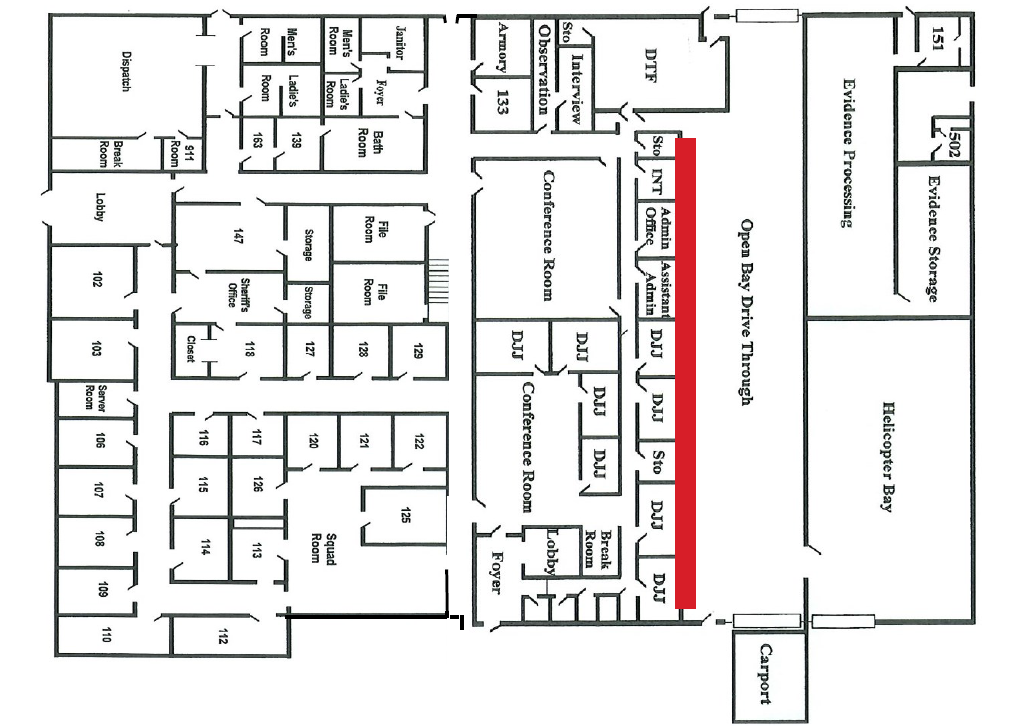 Dispatch
Break
Room
911
Room
Men's
Room
Ladie's
Room
Men's
Room
Ladie's
Room
Janitor
Foyer
163
139
Bath
Room
Lobby
147
Storage
File
Room
File
Room
Storage
Sheriff's
Office
102
103
Closet
118
127
128
129
Server
Room
106
107
108
109
110
112
116
117
115
126
114
113
120
121
122
125
Squad
Room
Armory
133
Observation
Sto
Interview
DTF
Conference Room
Sto
INT
Admin
Office
Assistant
Admin
DJJ
DJJ
DJJ
DJJ
DJJ
DJJ
Sto
DJJ
DJJ
Conference Room
Lobby
Break
Room
Foyer
Open Bay Drive Through
Evidence Processing
151
502
Evidence Storage
Helicopter Bay
Carport